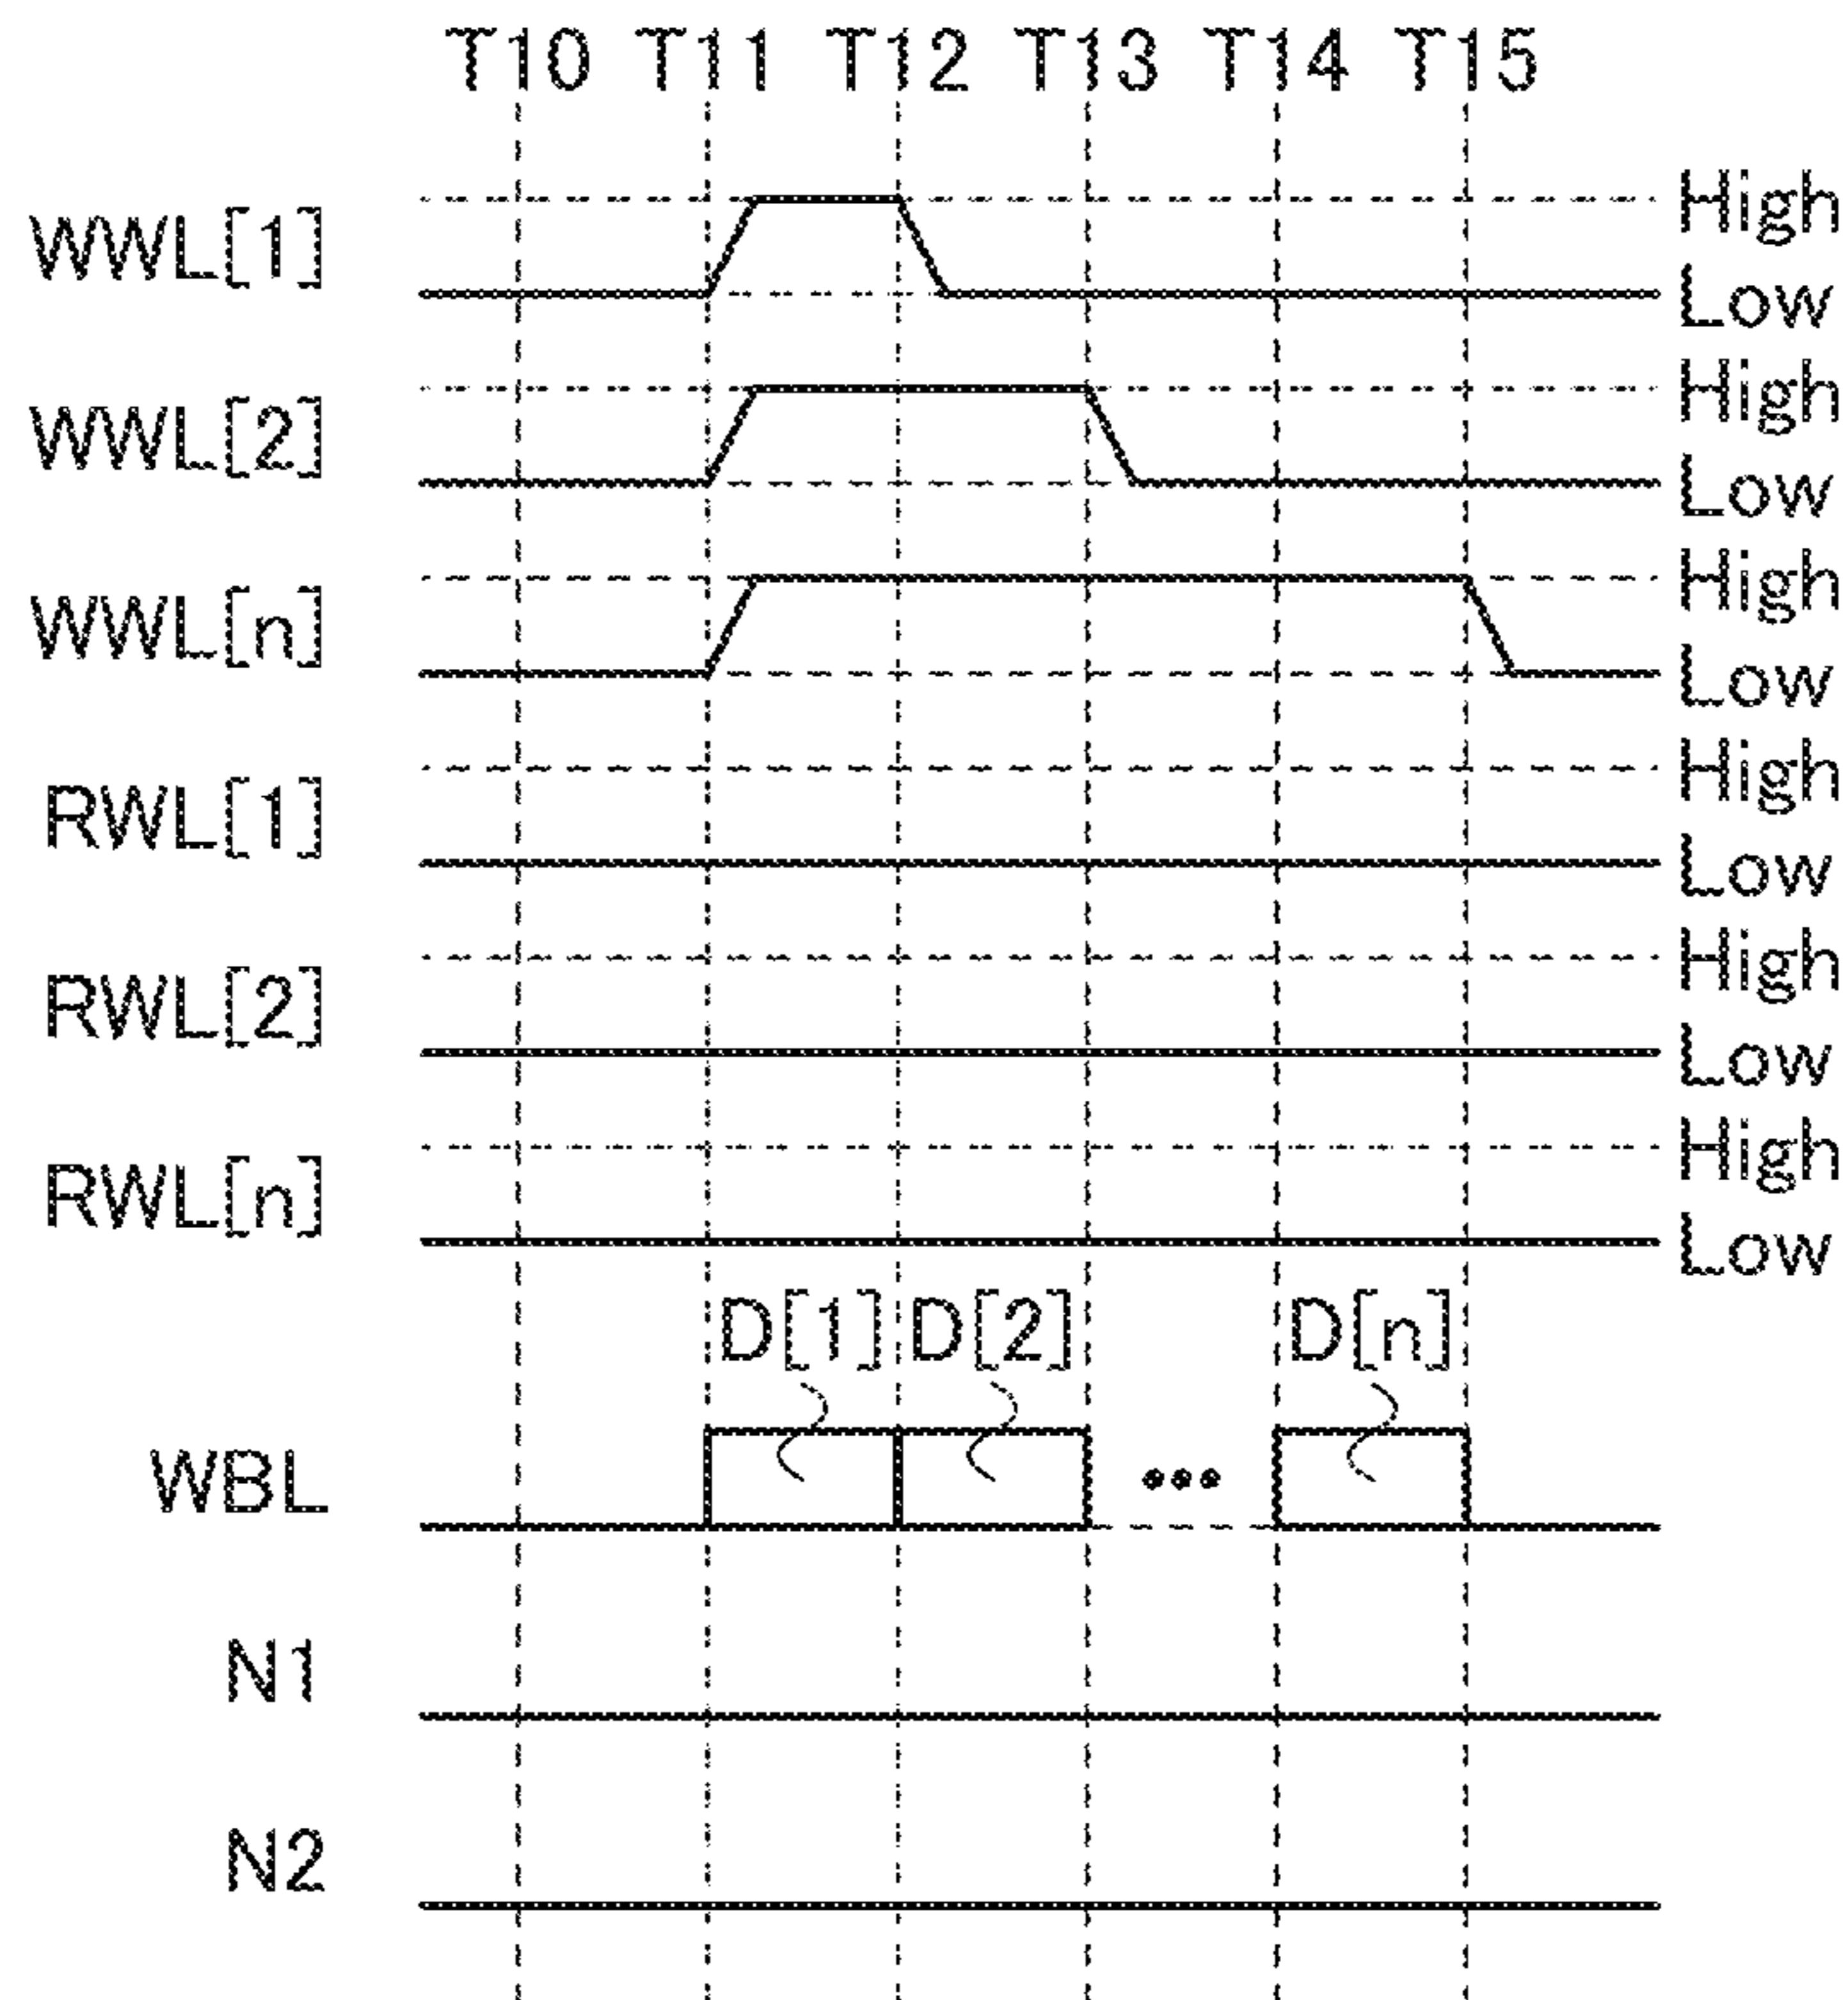 T10 T11 T12 T13 T14 T15
WWL[1] High
Low
WWL[2] High
Low
WWL[n] High
Low
RWL[1] High
Low
RWL[2] High
Low
RWL[n] High
Low
D[1] D[2] D[n]
WBL
N1
N2